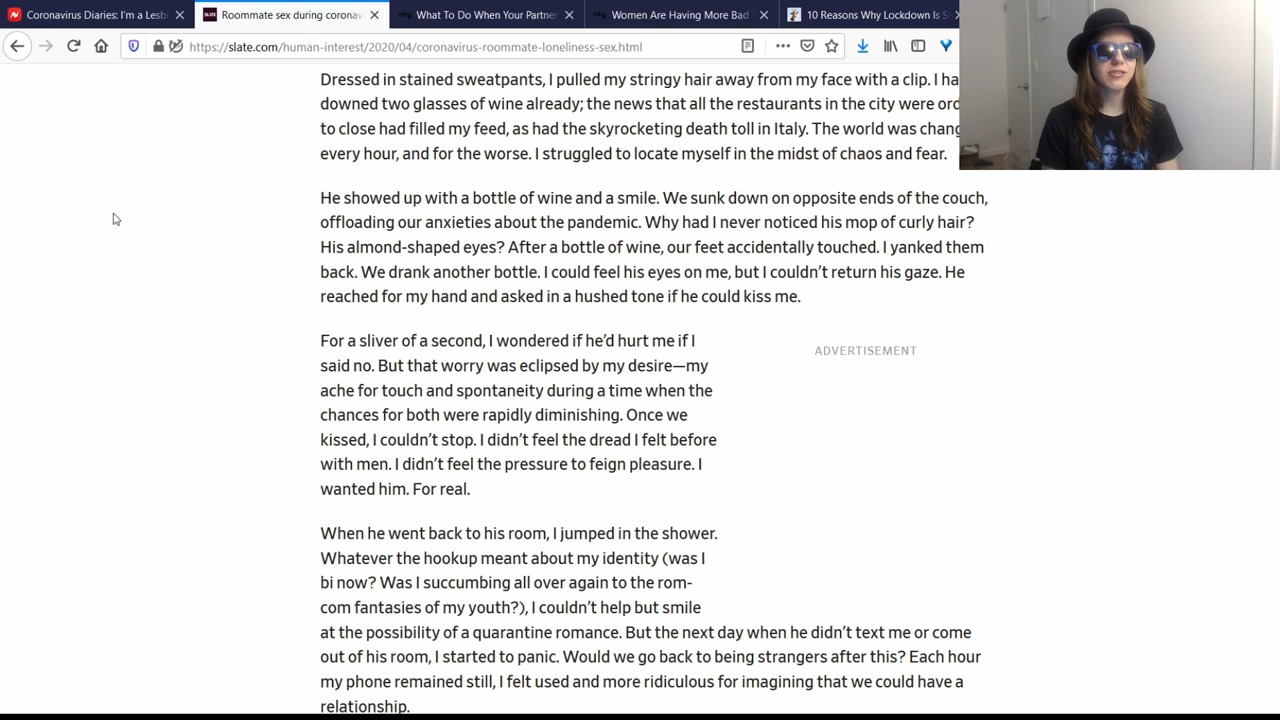 Coronavirus Diaries: I'm a Lesbi
Roommate sex during coronav
What To Do When Your Partner
Women Are Having More Bad S
10 Reasons Why Lockdown Is S
https://slate.com/human-interest/2020/04/coronavirus-roommate-loneliness-sex.html
Dressed in stained sweatpants, I pulled my stringy hair away from my face with a clip. I ha
downed two glasses of wine already; the news that all the restaurants in the city were ord
to close had filled my feed, as had the skyrocketing death toll in Italy. The world was chang
every hour, and for the worse. I struggled to locate myself in the midst of chaos and fear.
He showed up with a bottle of wine and a smile. We sunk down on opposite ends of the couch,
offloading our anxieties about the pandemic. Why had I never noticed his mop of curly hair?
His almond-shaped eyes? After a bottle of wine, our feet accidentally touched. I yanked them
back. We drank another bottle. I could feel his eyes on me, but I couldn't return his gaze. He
reached for my hand and asked in a hushed tone if he could kiss me.
For a sliver of a second, I wondered if he'd hurt me if I
said no. But that worry was eclipsed by my desire—my
ache for touch and spontaneity during a time when the
chances for both were rapidly diminishing. Once we
kissed, I couldn't stop. I didn't feel the dread I felt before
with men. I didn't feel the pressure to feign pleasure. I
wanted him. For real.
ADVERTISEMENT
When he went back to his room, I jumped in the shower.
Whatever the hookup meant about my identity (was I
bi now? Was I succumbing all over again to the rom-
com fantasies of my youth?), I couldn't help but smile
at the possibility of a quarantine romance. But the next day when he didn't text me or come
out of his room, I started to panic. Would we go back to being strangers after this? Each hour
my phone remained still, I felt used and more ridiculous for imagining that we could have a
relationship.